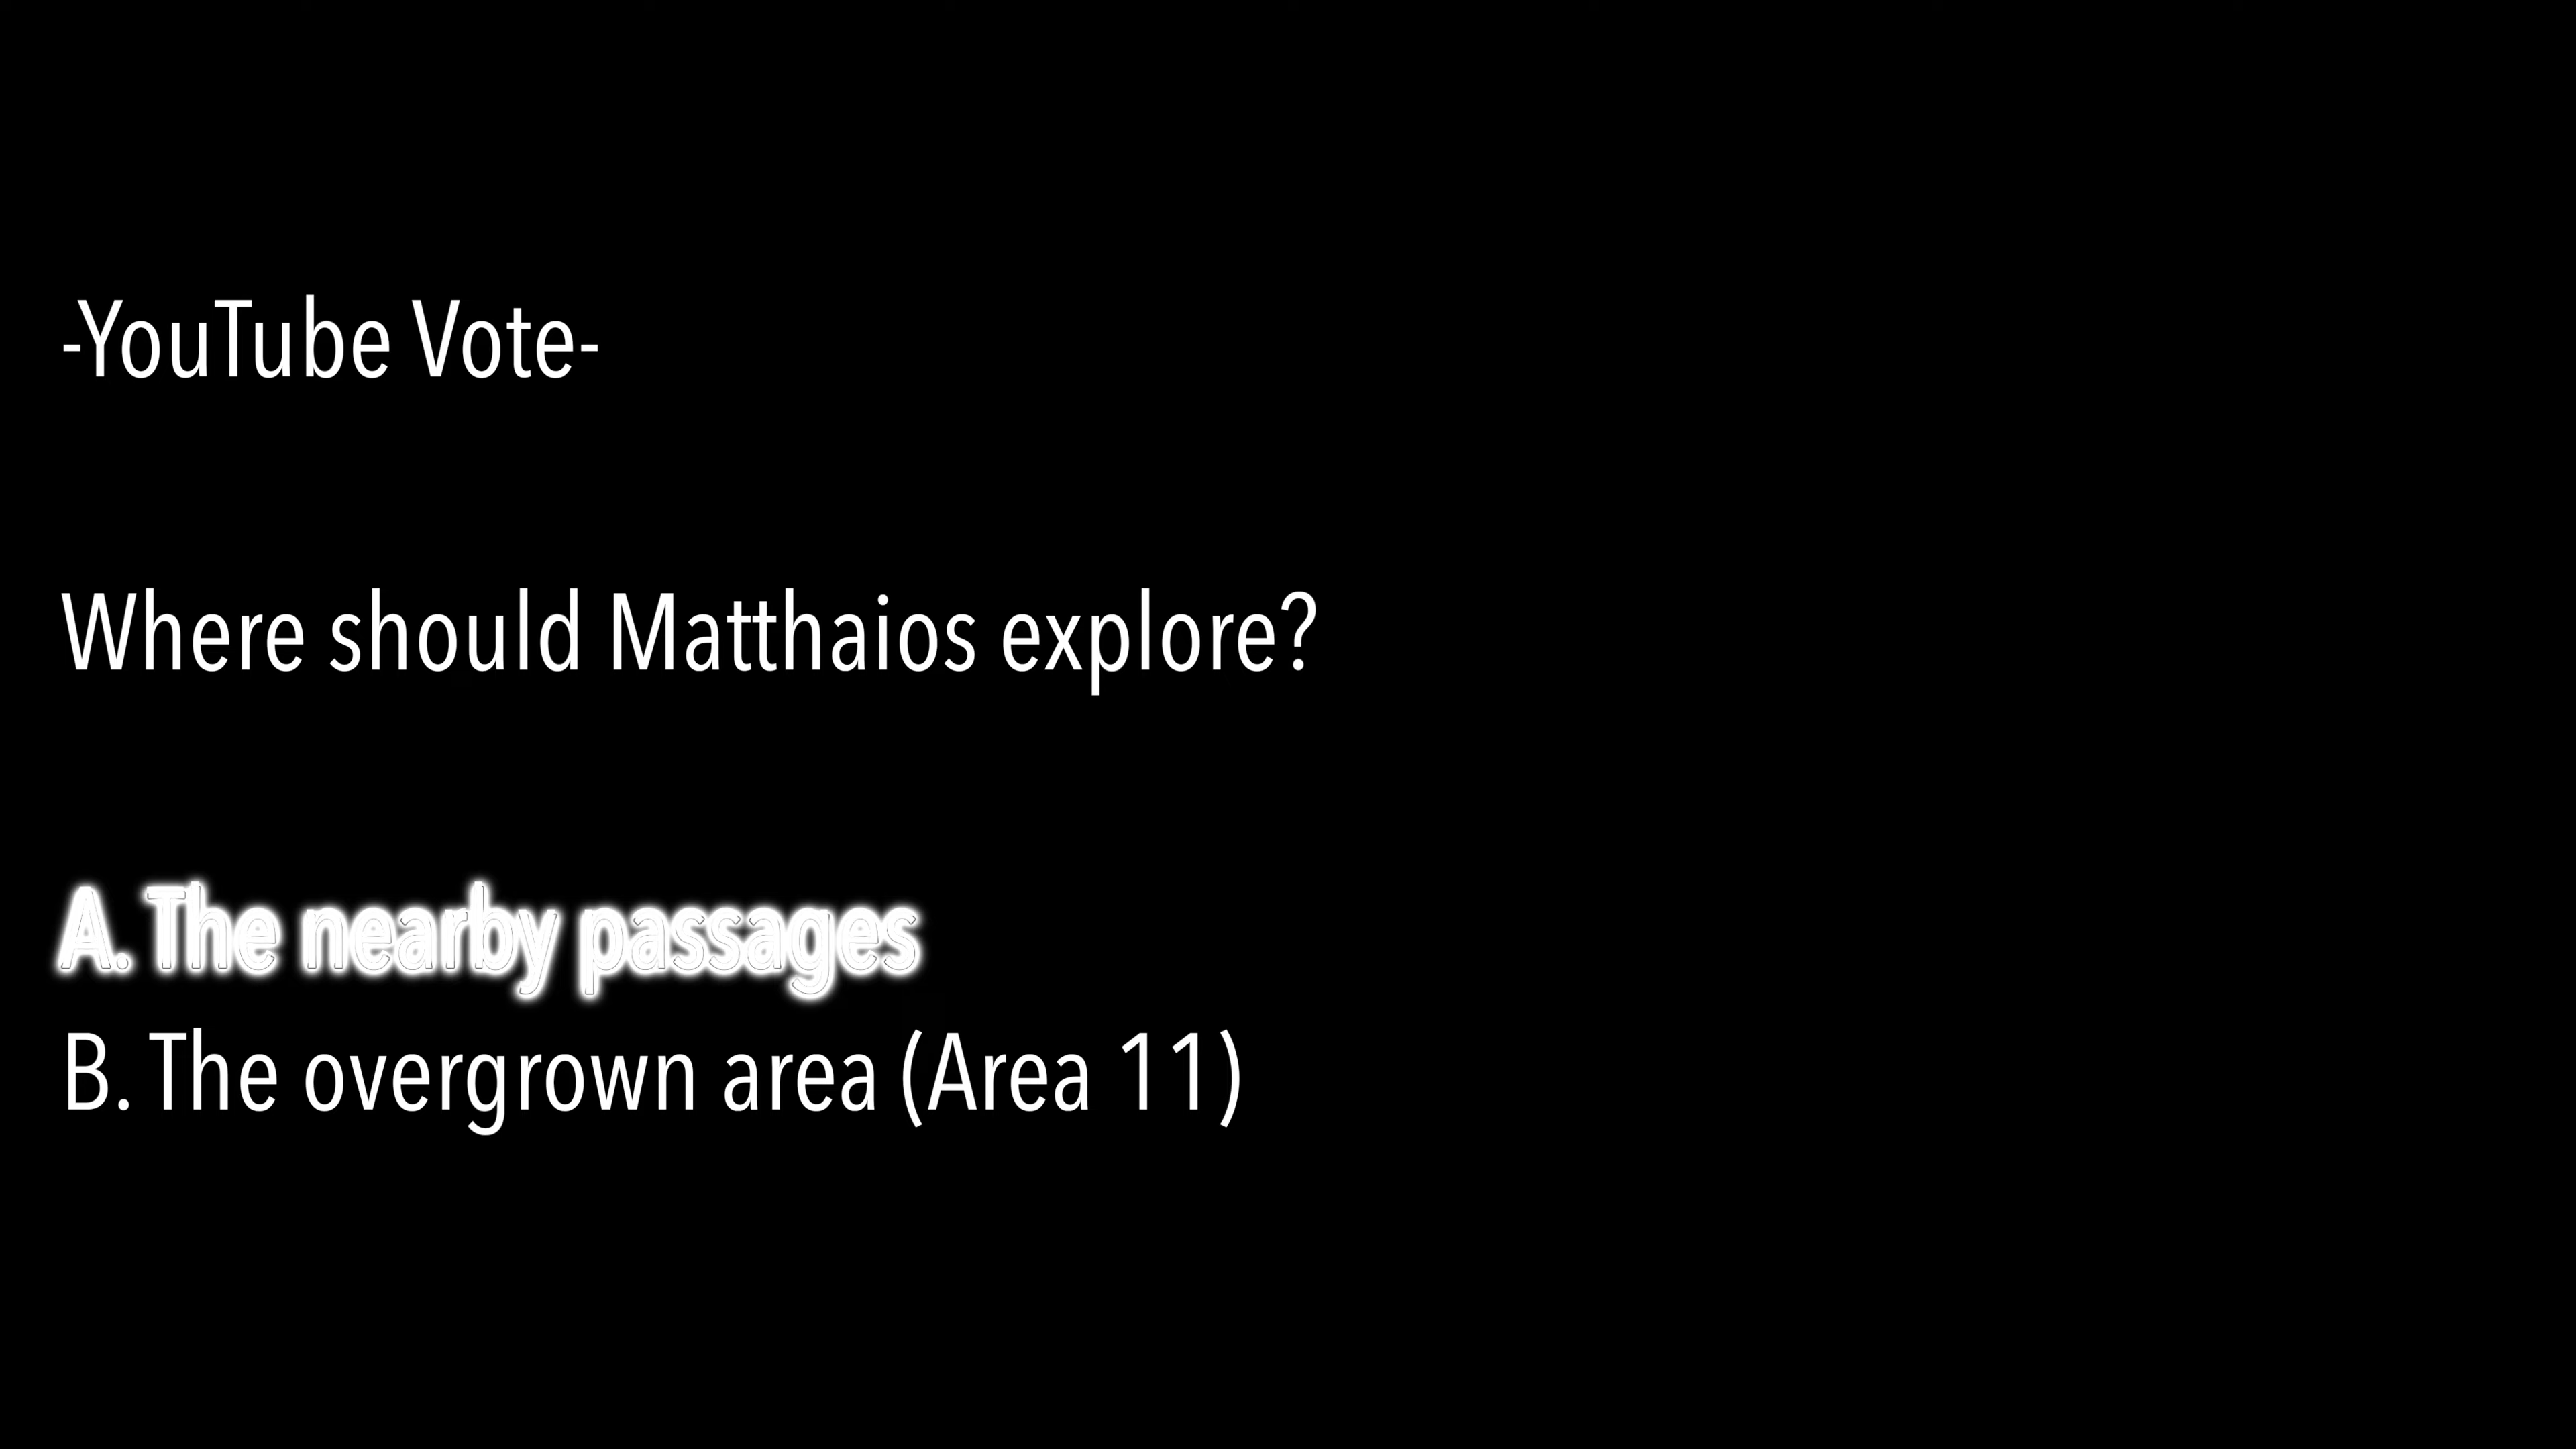 -YouTube Vote-
Where should Matthaios explore?
A. The nearby passages
B. The overgrown area (Area 11)